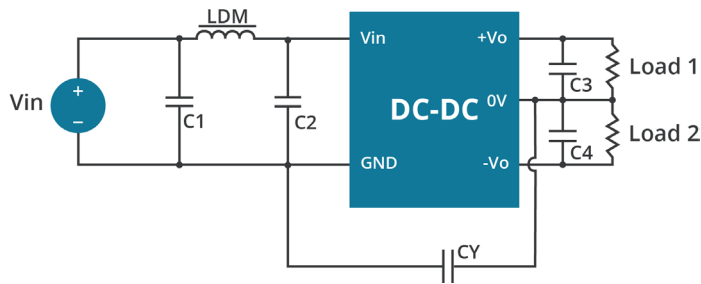 LDM
Vin
+
−
C1
C2
Vin
GND
DC-DC
+Vo
0V
-Vo
C3
C4
Load 1
Load 2
CY